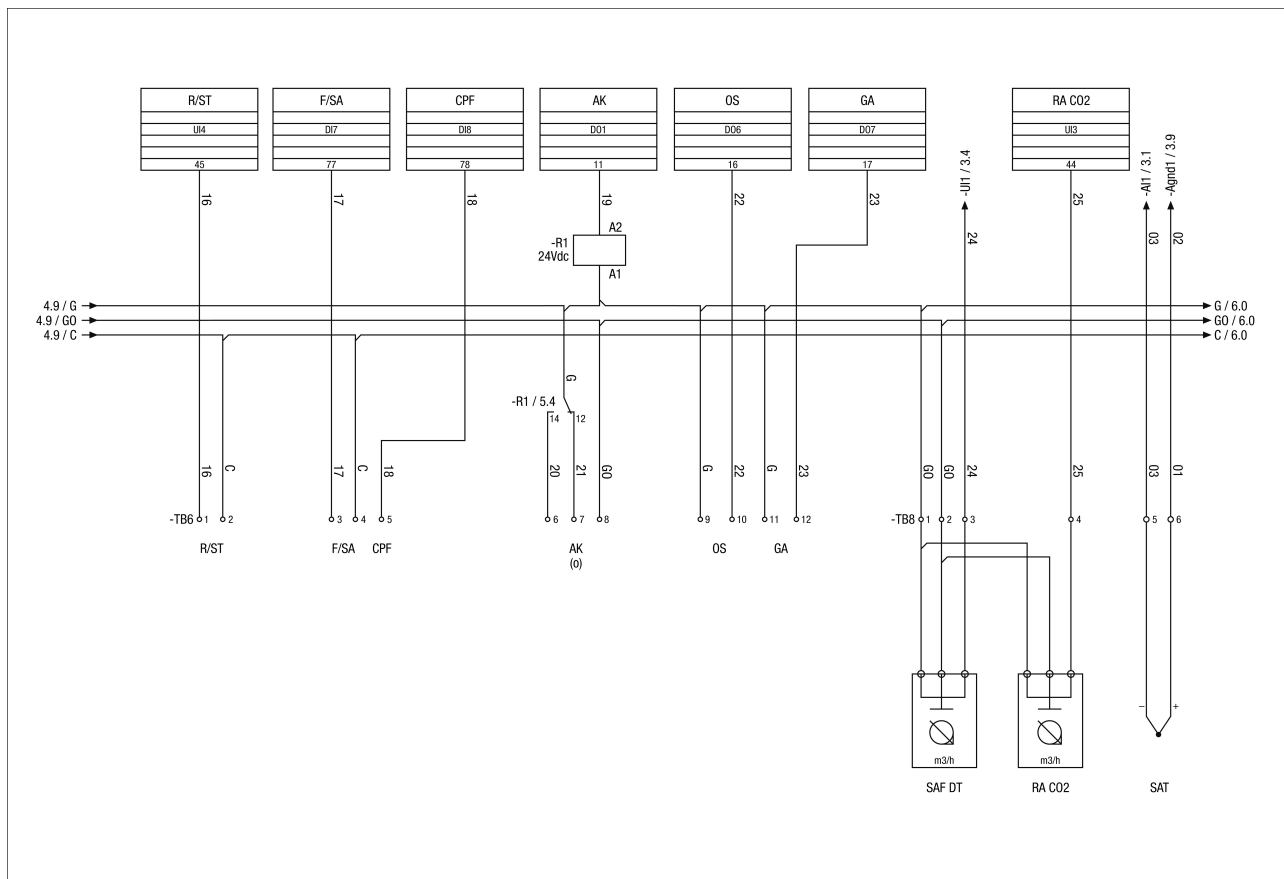 R/ST F/SA CPF AK OS GA RA CO2
UI4 DI7 DI8 DO1 DO6 DO7 UI3
45 77 78 11 16 17 44
-UI1 / 3.4 -AI1 / 3.1 -Agnd1 / 3.9
16 17 18 19 22 23 24 25 03 02
A2
-R1
24Vdc
A1
4.9 / G G / 6.0
4.9 / GO GO / 6.0
4.9 / C C / 6.0
G
-R1 / 5.4
14 12
16 C 17 C 18 20 21 GO G 22 G 23 GO GO 24 25 03 01
-TB6 1 2 3 4 5 6 7 8 9 10 11 12 -TB8 1 2 3 4 5 6
R/ST F/SA CPF AK OS GA
(o)
– +
m3/h m3/h
SAF DT RA CO2 SAT